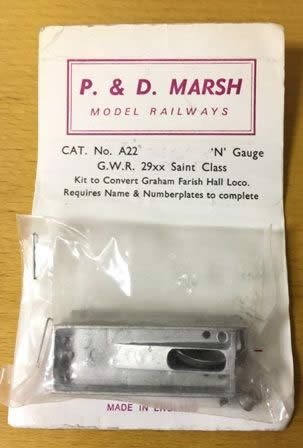 P. & D. MARSH
MODEL RAILWAYS
CAT. No. A22 'N' Gauge
G.W.R. 29xx Saint Class
Kit to Convert Graham Farish Hall Loco.
Requires Name & Numberplates to complete
MADE IN